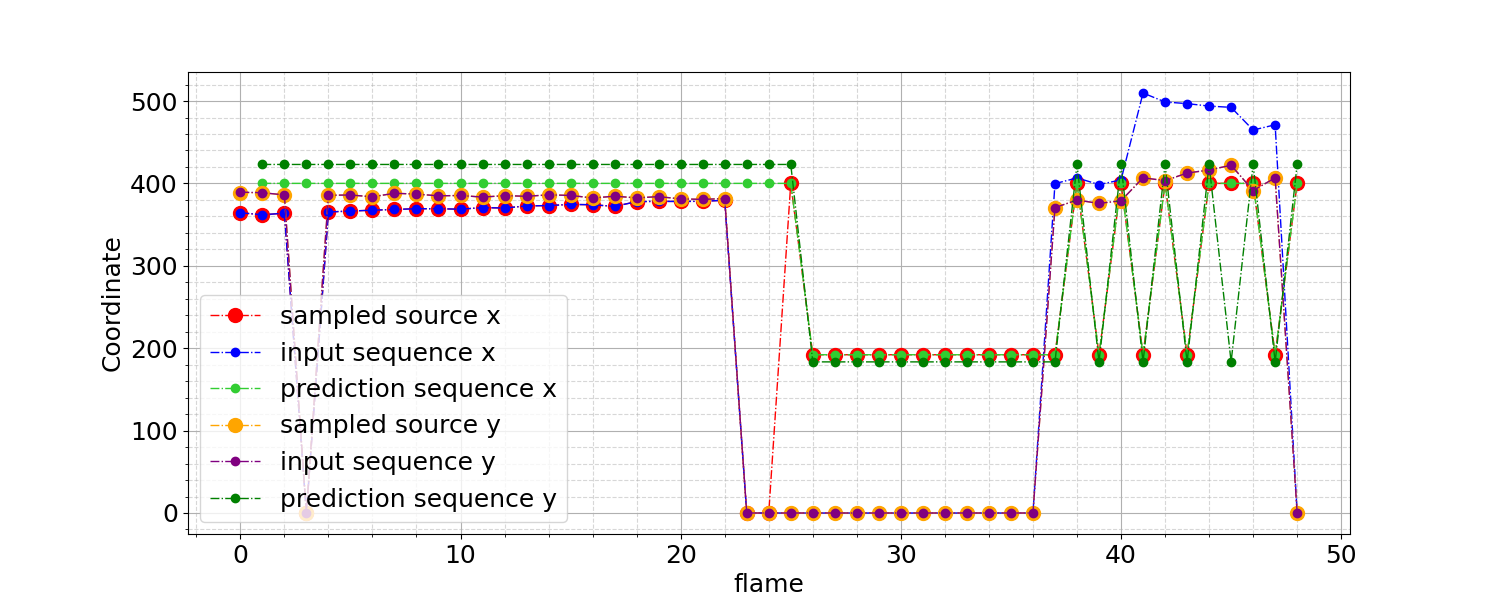 500
400
300
200
100
0
Coordinate
sampled source x
input sequence x
prediction sequence x
sampled source y
input sequence y
prediction sequence y
0 10 20 30 40 50
flame